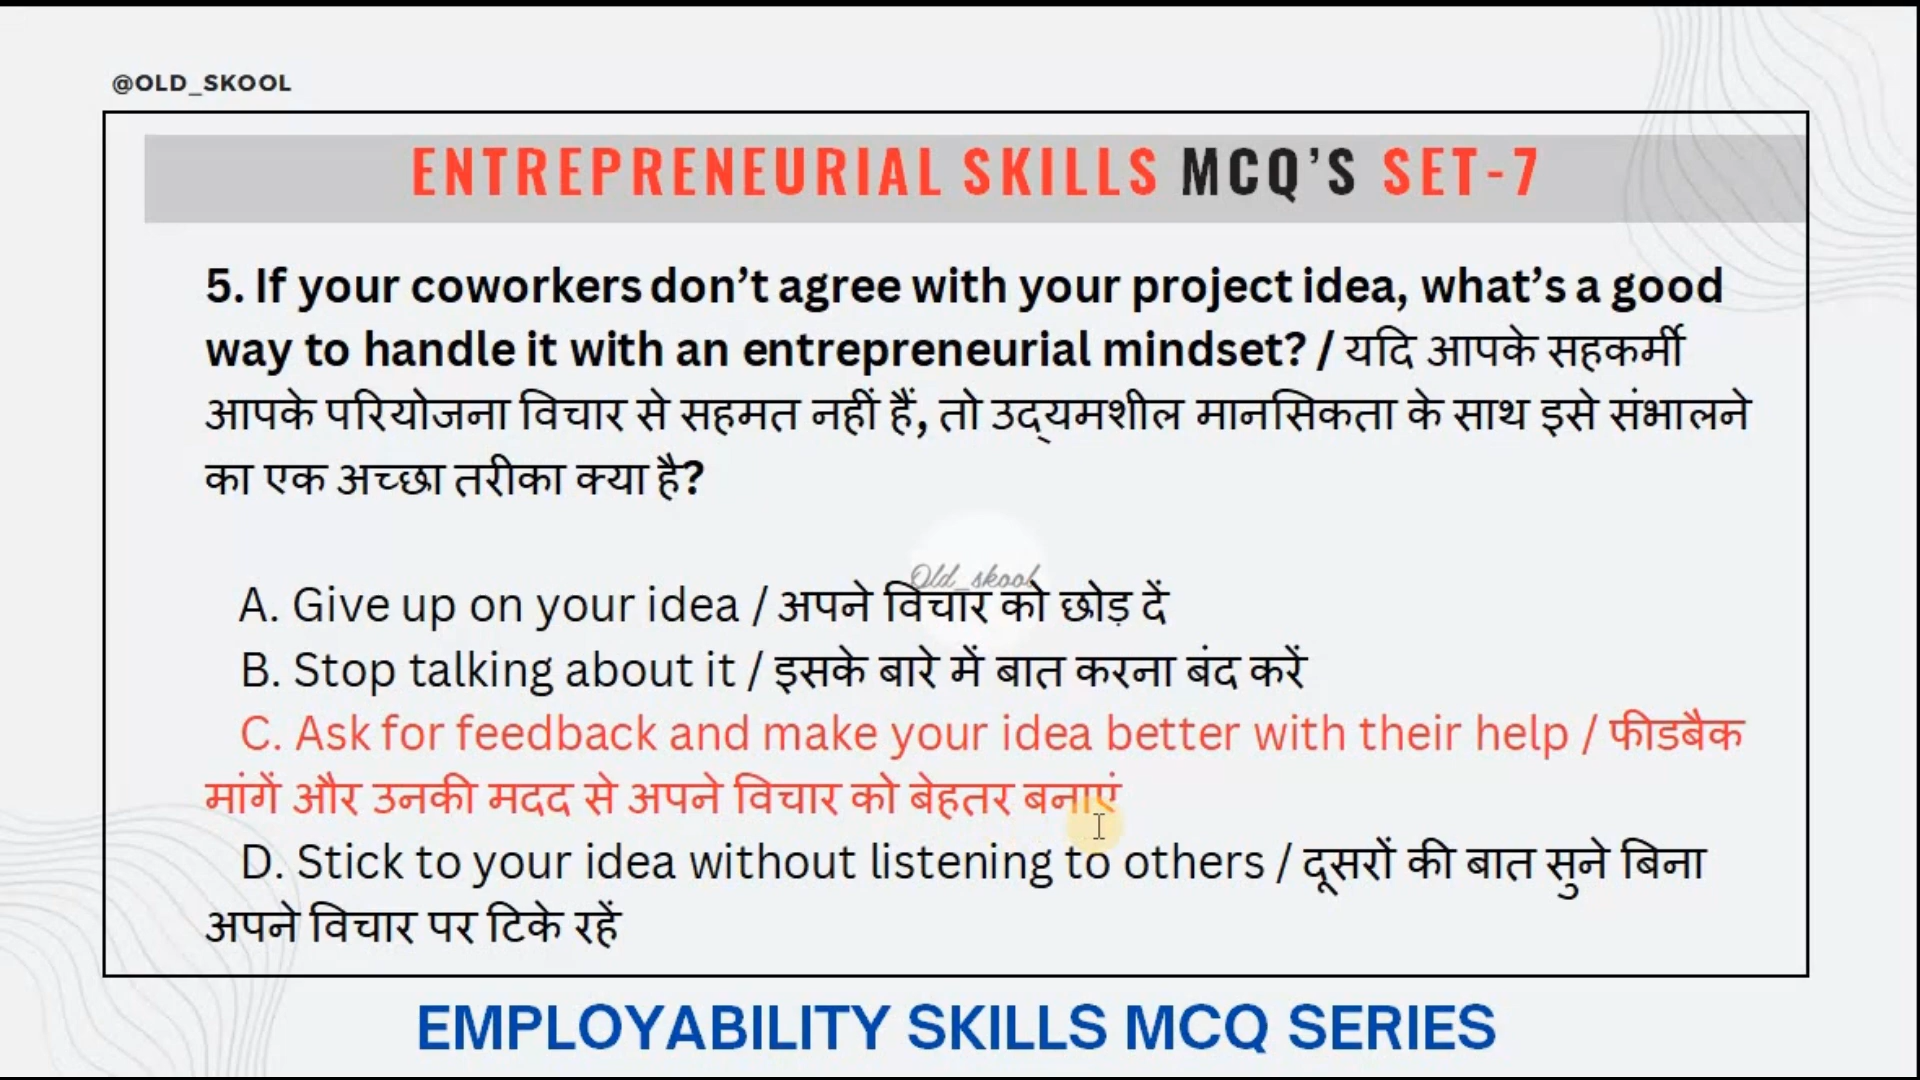 @OLD_SKOOL
ENTREPRENEURIAL SKILLS MCQ’S SET-7
5. If your coworkers don’t agree with your project idea, what’s a good
way to handle it with an entrepreneurial mindset? / यदि आपके सहकर्मी
आपके परियोजना विचार से सहमत नहीं हैं, तो उद्यमशील मानसिकता के साथ इसे संभालने
का एक अच्छा तरीका क्या है?
Old_skool
A. Give up on your idea / अपने विचार को छोड़ दें
B. Stop talking about it / इसके बारे में बात करना बंद करें
C. Ask for feedback and make your idea better with their help / फीडबैक
मांगें और उनकी मदद से अपने विचार को बेहतर बनाएं
D. Stick to your idea without listening to others / दूसरों की बात सुने बिना
अपने विचार पर टिके रहें
EMPLOYABILITY SKILLS MCQ SERIES